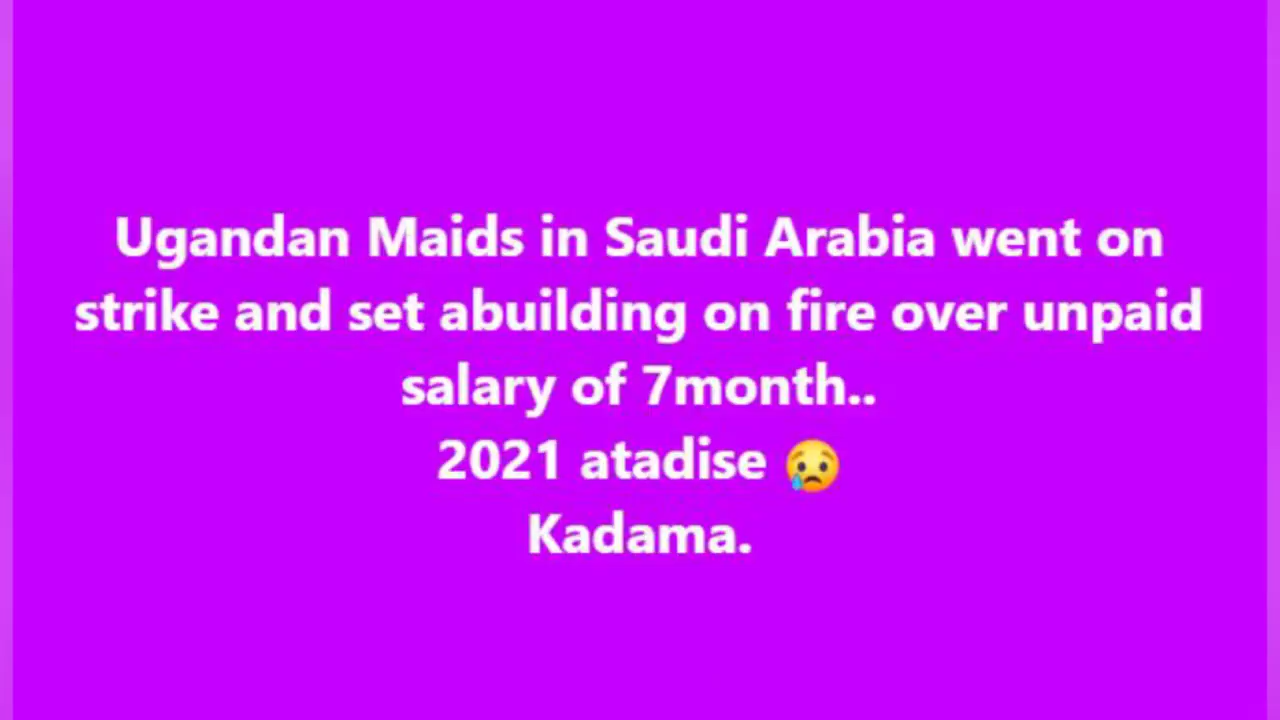 Ugandan Maids in Saudi Arabia went on
strike and set abuilding on fire over unpaid
salary of 7month..
2021 atadise 😢
Kadama.